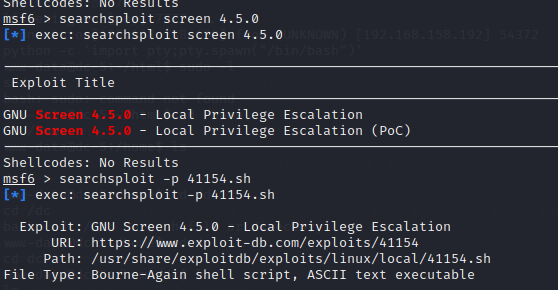 Shellcodes: No Results
msf6 > searchsploit screen 4.5.0
[*] exec: searchsploit screen 4.5.0
Exploit Title
GNU Screen 4.5.0 - Local Privilege Escalation
GNU Screen 4.5.0 - Local Privilege Escalation (PoC)
Shellcodes: No Results
msf6 > searchsploit -p 41154.sh
[*] exec: searchsploit -p 41154.sh
Exploit: GNU Screen 4.5.0 - Local Privilege Escalation
URL: https://www.exploit-db.com/exploits/41154
Path: /usr/share/exploitdb/exploits/linux/local/41154.sh
File Type: Bourne-Again shell script, ASCII text executable